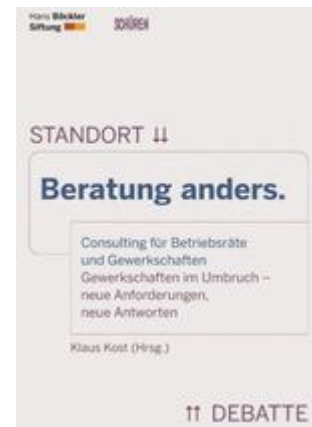 Hans Böckler
Stiftung
SCHÜREN
STANDORT ⇊
Beratung anders.
Consulting für Betriebsräte
und Gewerkschaften
Gewerkschaften im Umbruch –
neue Anforderungen,
neue Antworten
Klaus Kost (Hrsg.)
⇈ DEBATTE